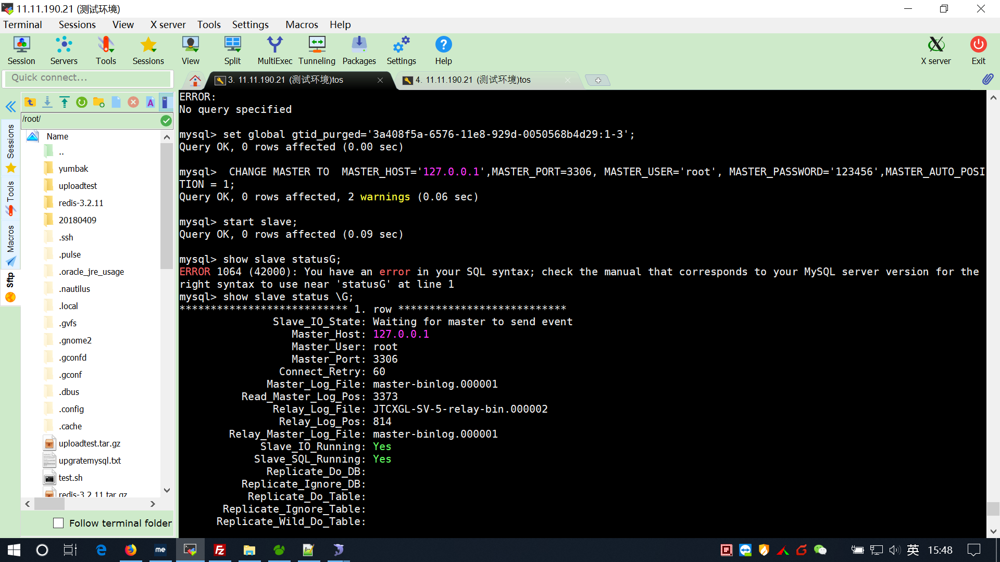 11.11.190.21 (测试环境)
Terminal Sessions View X server Tools Settings Macros Help
Session Servers Tools Sessions View Split MultiExec Tunneling Packages Settings Help X server Exit
Quick connect...
3. 11.11.190.21 (测试环境)tos
4. 11.11.190.21 (测试环境)tos
/root/
Sessions
Tools
Macros
Sftp
Name
..
yumbak
uploadtest
redis-3.2.11
20180409
.ssh
.pulse
.oracle_jre_usage
.nautilus
.local
.gvfs
.gnome2
.gconfd
.gconf
.dbus
.config
.cache
uploadtest.tar.gz
upgratemysql.txt
test.sh
redis-3.2.11.tar.gz
Follow terminal folder
ERROR:
No query specified
mysql> set global gtid_purged='3a408f5a-6576-11e8-929d-0050568b4d29:1-3';
Query OK, 0 rows affected (0.00 sec)
mysql>  CHANGE MASTER TO  MASTER_HOST='127.0.0.1',MASTER_PORT=3306, MASTER_USER='root', MASTER_PASSWORD='123456',MASTER_AUTO_POSI
TION = 1;
Query OK, 0 rows affected, 2 warnings (0.06 sec)
mysql> start slave;
Query OK, 0 rows affected (0.09 sec)
mysql> show slave statusG;
ERROR 1064 (42000): You have an error in your SQL syntax; check the manual that corresponds to your MySQL server version for the
right syntax to use near 'statusG' at line 1
mysql> show slave status \G;
*************************** 1. row ***************************
Slave_IO_State: Waiting for master to send event
Master_Host: 127.0.0.1
Master_User: root
Master_Port: 3306
Connect_Retry: 60
Master_Log_File: master-binlog.000001
Read_Master_Log_Pos: 3373
Relay_Log_File: JTCXGL-SV-5-relay-bin.000002
Relay_Log_Pos: 814
Relay_Master_Log_File: master-binlog.000001
Slave_IO_Running: Yes
Slave_SQL_Running: Yes
Replicate_Do_DB:
Replicate_Ignore_DB:
Replicate_Do_Table:
Replicate_Ignore_Table:
Replicate_Wild_Do_Table:
me
英 15:48